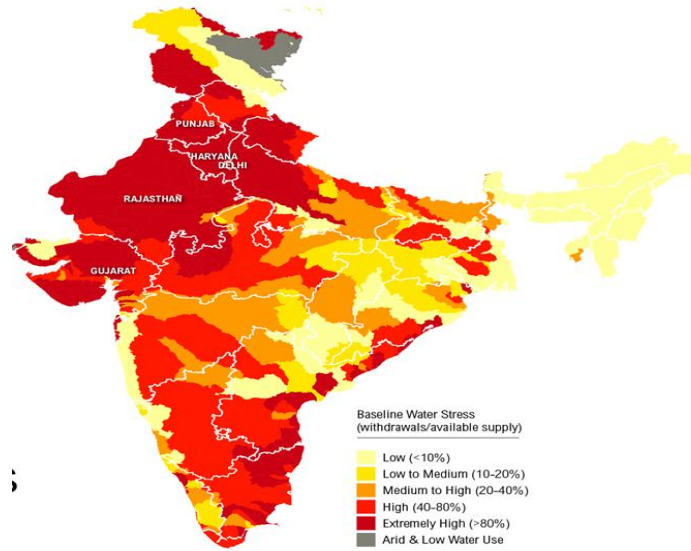 PUNJAB
HARYANA
DELHI
RAJASTHAN
GUJARAT
Baseline Water Stress
(withdrawals/available supply)
Low (<10%)
Low to Medium (10-20%)
Medium to High (20-40%)
High (40-80%)
Extremely High (>80%)
Arid & Low Water Use